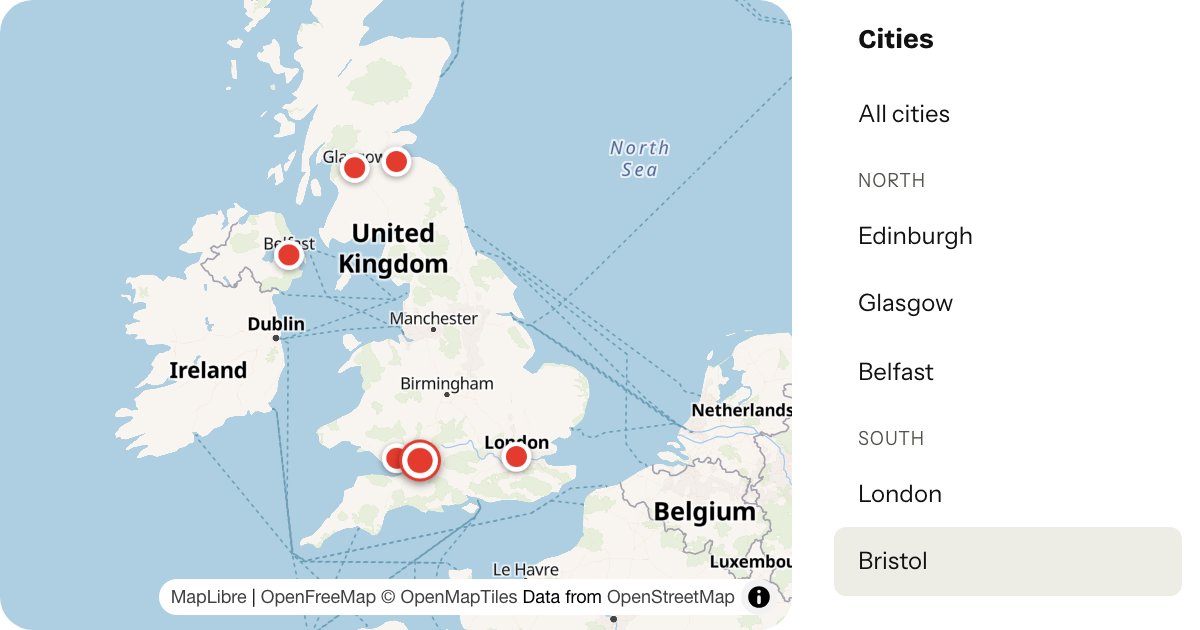 North
Sea
Glasgow
Belfast
United
Kingdom
Dublin
Manchester
Ireland
Birmingham
Netherlands
London
Belgium
Le Havre
MapLibre | OpenFreeMap © OpenMapTiles Data from OpenStreetMap
Cities
All cities
NORTH
Edinburgh
Glasgow
Belfast
SOUTH
London
Bristol